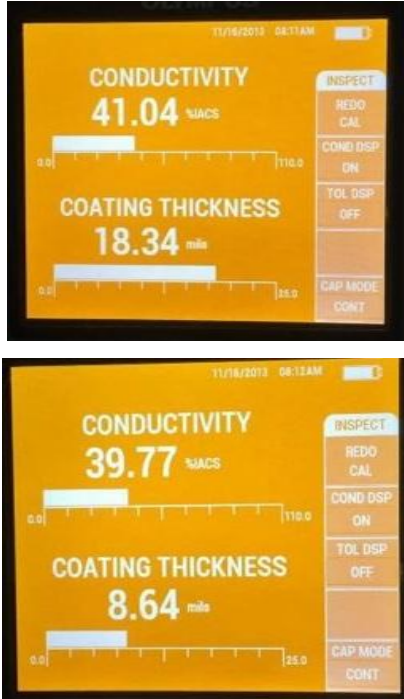 OLYMPUS
11/16/2013 08:11AM
CONDUCTIVITY
INSPECT
41.04 %IACS
REDO
CAL
COND DSP
ON
0.0 110.0
COATING THICKNESS
TOL DSP
OFF
18.34 mils
0.0 25.0
CAP MODE
CONT
11/16/2013 08:12AM
CONDUCTIVITY
INSPECT
39.77 %IACS
REDO
CAL
COND DSP
ON
0.0 110.0
TOL DSP
OFF
COATING THICKNESS
8.64 mils
0.0 25.0
CAP MODE
CONT